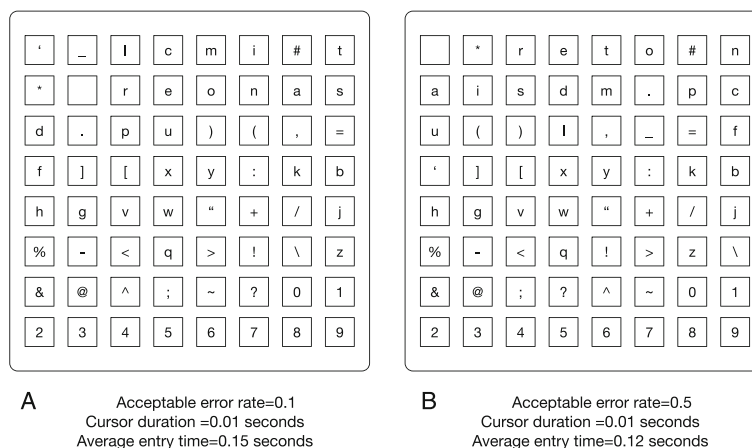 ‘ _ l c m i # t
* r e o n a s
d . p u ) ( , =
f ] [ x y : k b
h g v w “ + / j
% - < q > ! \ z
& @ ^ ; ~ ? 0 1
2 3 4 5 6 7 8 9
A
Acceptable error rate=0.1
Cursor duration =0.01 seconds
Average entry time=0.15 seconds
* r e t o # n
a i s d m . p c
u ( ) l , _ = f
‘ ] [ x y : k b
h g v w “ + / j
% - < q ! > z \
& @ ; ? ^ ~ 0 1
2 3 4 5 6 7 8 9
B
Acceptable error rate=0.5
Cursor duration =0.01 seconds
Average entry time=0.12 seconds